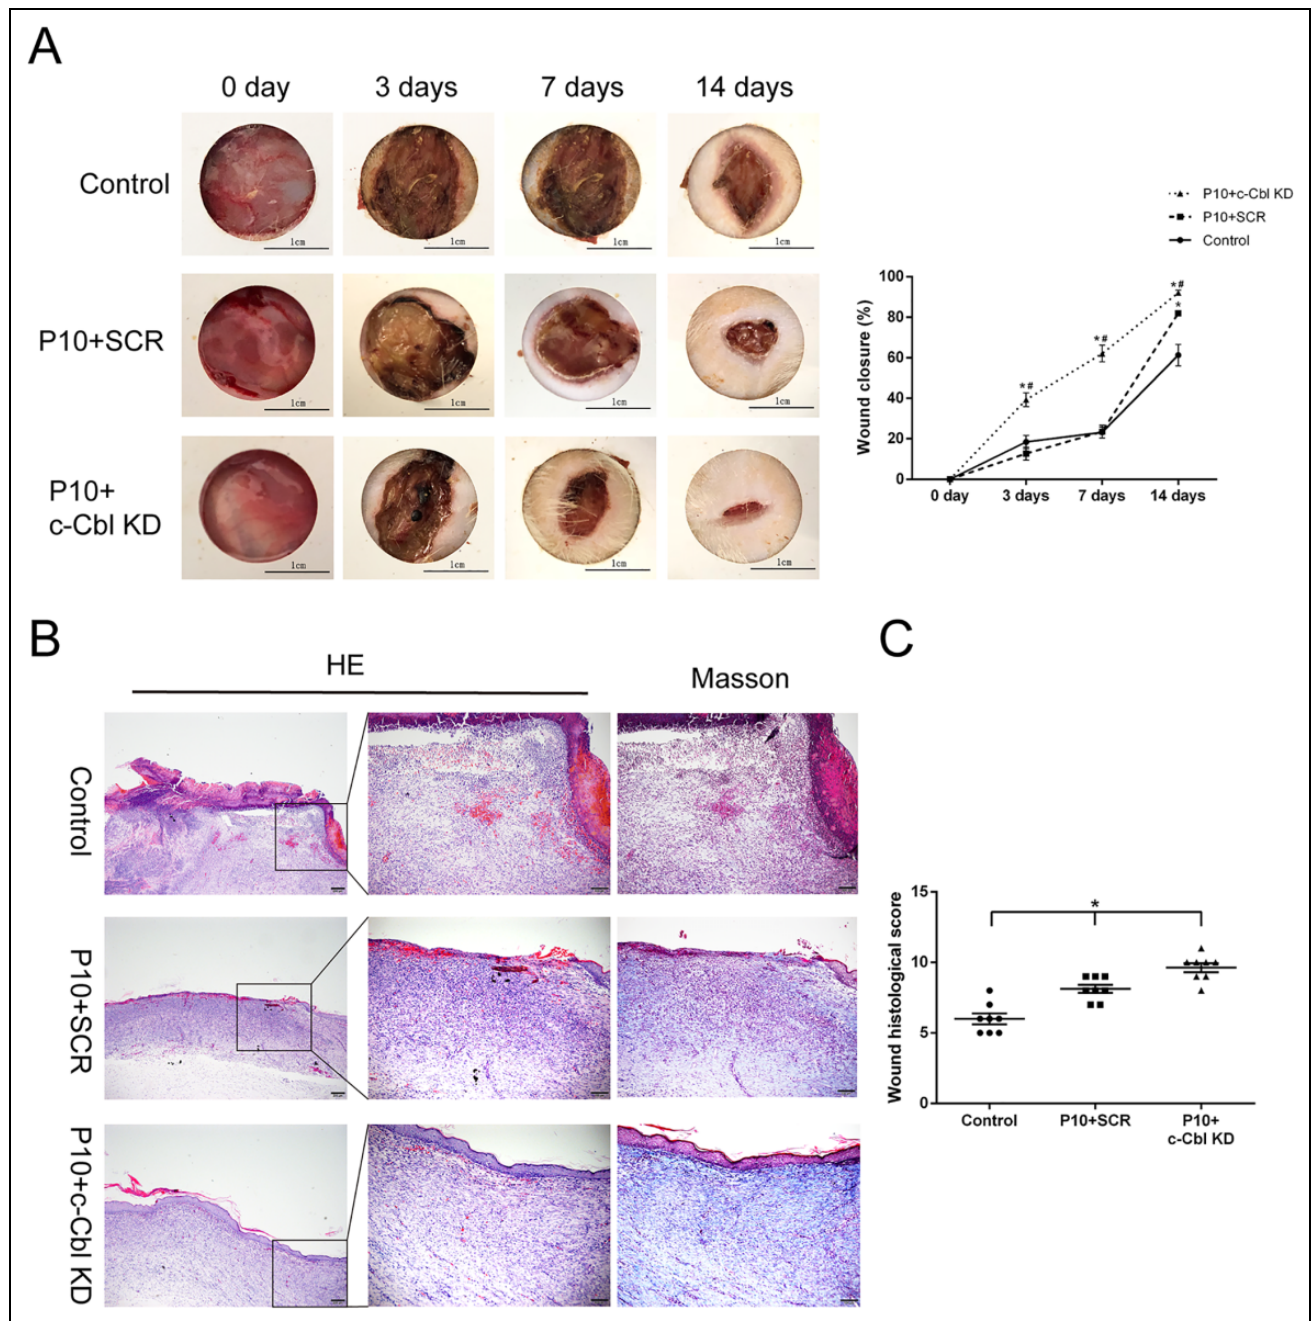 A
0 day
3 days
7 days
14 days
Control
1cm
1cm
1cm
1cm
P10+SCR
1cm
1cm
1cm
1cm
P10+
c-Cbl KD
1cm
1cm
1cm
1cm
P10+c-Cbl KD
P10+SCR
Control
Wound closure (%)
100
80
60
40
20
0
*#
*#
*#
*
0 day
3 days
7 days
14 days
B
HE
Masson
Control
P10+SCR
P10+c-Cbl KD
C
Wound histological score
15
10
5
0
*
Control
P10+SCR
P10+
c-Cbl KD